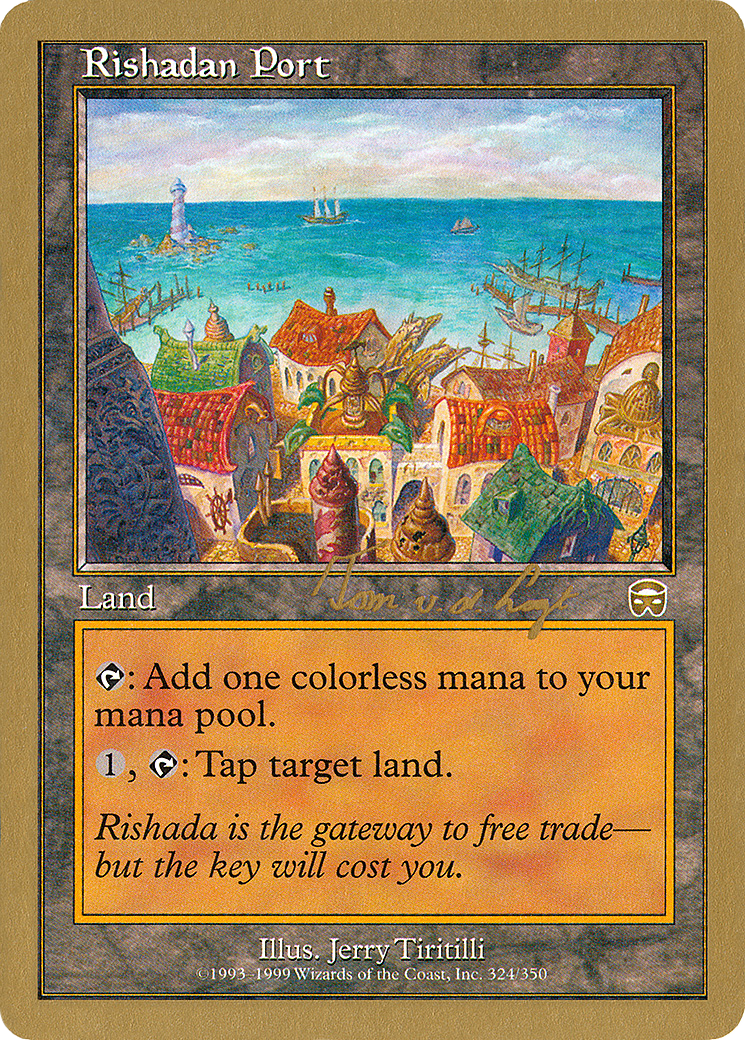 Rishadan Port
Land
Tom v. d. Logt
: Add one colorless mana to your
mana pool.
1, : Tap target land.
Rishada is the gateway to free trade—
but the key will cost you.
Illus. Jerry Tiritilli
©1993-1999 Wizards of the Coast, Inc. 324/350